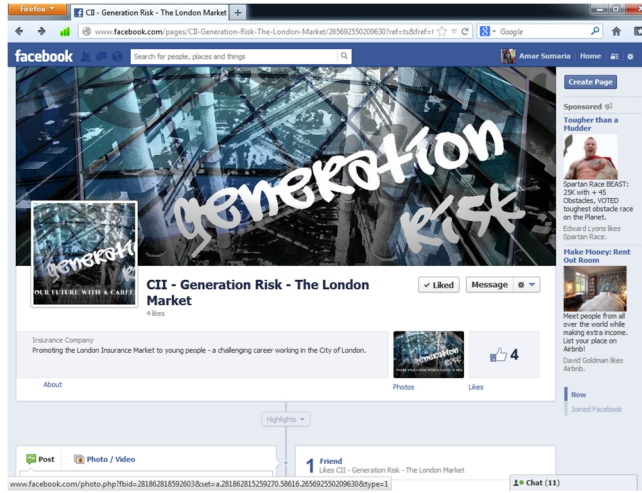 Firefox
CII - Generation Risk - The London Market
www.facebook.com/pages/CII-Generation-Risk-The-London-Market/265692550209630?ref=ts&fref=t
Google
facebook
Search for people, places and things
Amar Sumaria
Home
Create Page
Sponsored
generation
risk
Tougher than a
Mudder
Spartan Race BEAST:
25K with + 45
Obstacles, VOTED
toughest obstacle race
on the Planet.
Edward Lyons likes
Spartan Race.
Make Money: Rent
Out Room
Meet people from all
over the world while
making extra income.
List your place on
Airbnb!
David Goldman likes
Airbnb.
generati
OUR FUTURE WITH A CAREE
CII - Generation Risk - The London
Market
4 likes
Liked
Message
Insurance Company
Promoting the London Insurance Market to young people - a challenging career working in the City of London.
About
generation
Photos
4
Likes
Now
Joined Facebook
Highlights
Post
Photo / Video
1 Friend
Likes CII - Generation Risk - The London Market
www.facebook.com/photo.php?fbid=281862818592603&set=a.281862815259270.58616.265692550209630&type=1
Chat (11)